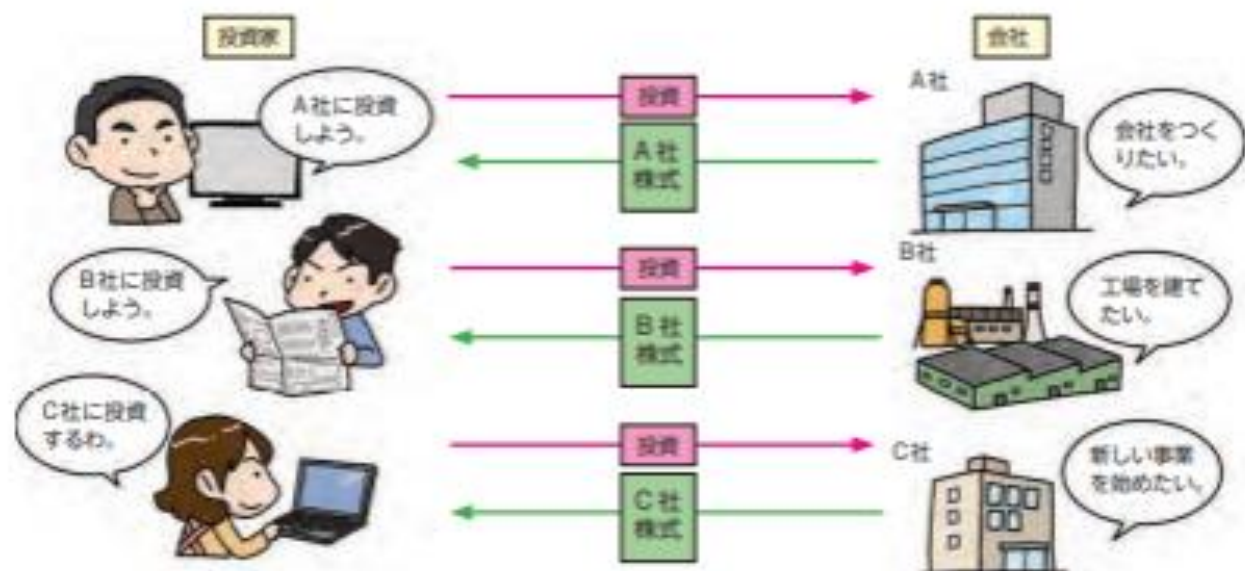 投資家
会社
A社に投資
しよう。
投資
A社
株式
A社
会社をつく
りたい。
B社に投資
しよう。
投資
B社
株式
B社
工場を建て
たい。
C社に投資
するわ。
投資
C社
株式
C社
新しい事業
を始めたい。